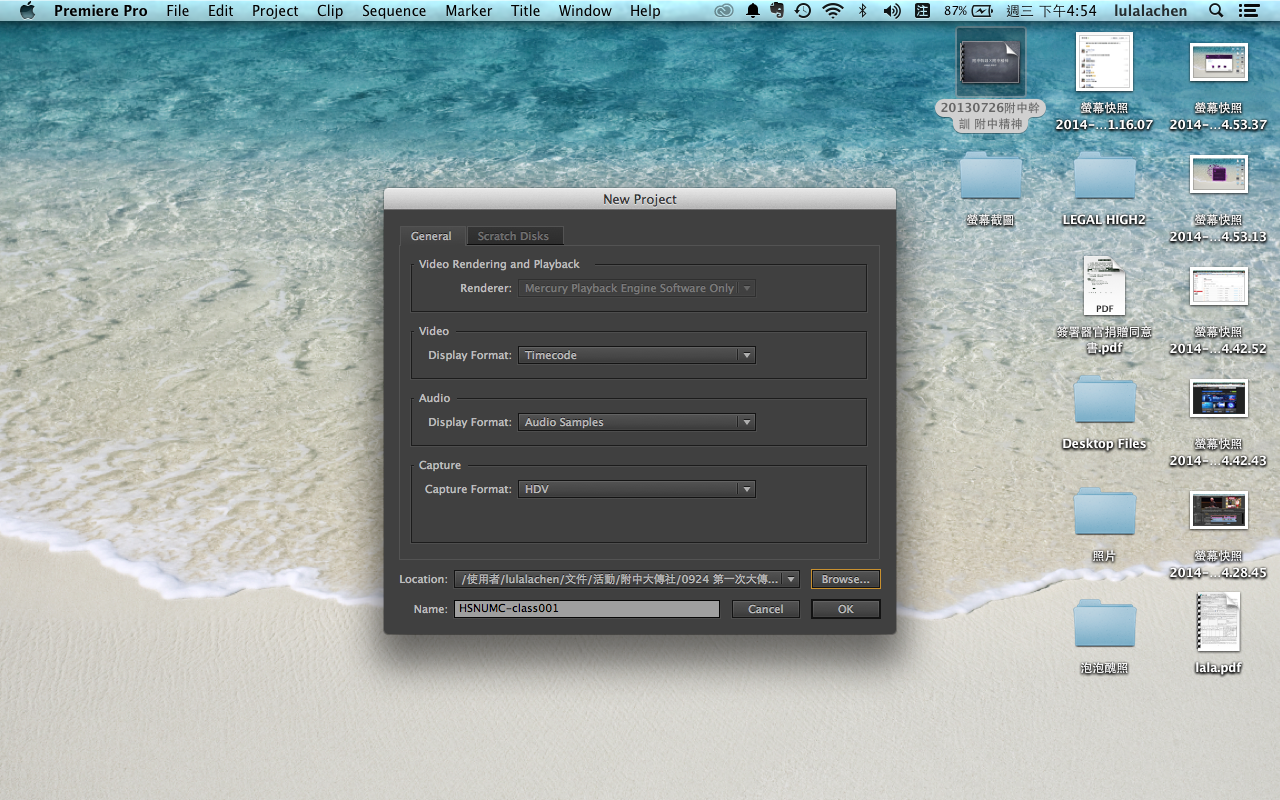 Premiere Pro File Edit Project Clip Sequence Marker Title Window Help 87% 週三 下午4:54 lulalachen
20130726附中幹
訓 附中精神
螢幕快照
2014-...1.16.07
螢幕快照
2014-...4.53.37
螢幕截圖
LEGAL HIGH2
螢幕快照
2014-...4.53.13
PDF
簽署器官捐贈同意
書.pdf
螢幕快照
2014-...4.42.52
Desktop Files
螢幕快照
2014-...4.42.43
照片
螢幕快照
2014-...4.28.45
泡泡醜照
lala.pdf
New Project
General Scratch Disks
Video Rendering and Playback
Renderer: Mercury Playback Engine Software Only
Video
Display Format: Timecode
Audio
Display Format: Audio Samples
Capture
Capture Format: HDV
Location: /使用者/lulalachen/文件/活動/附中大傳社/0924 第一次大傳... Browse...
Name: HSNUMC-class001 Cancel OK